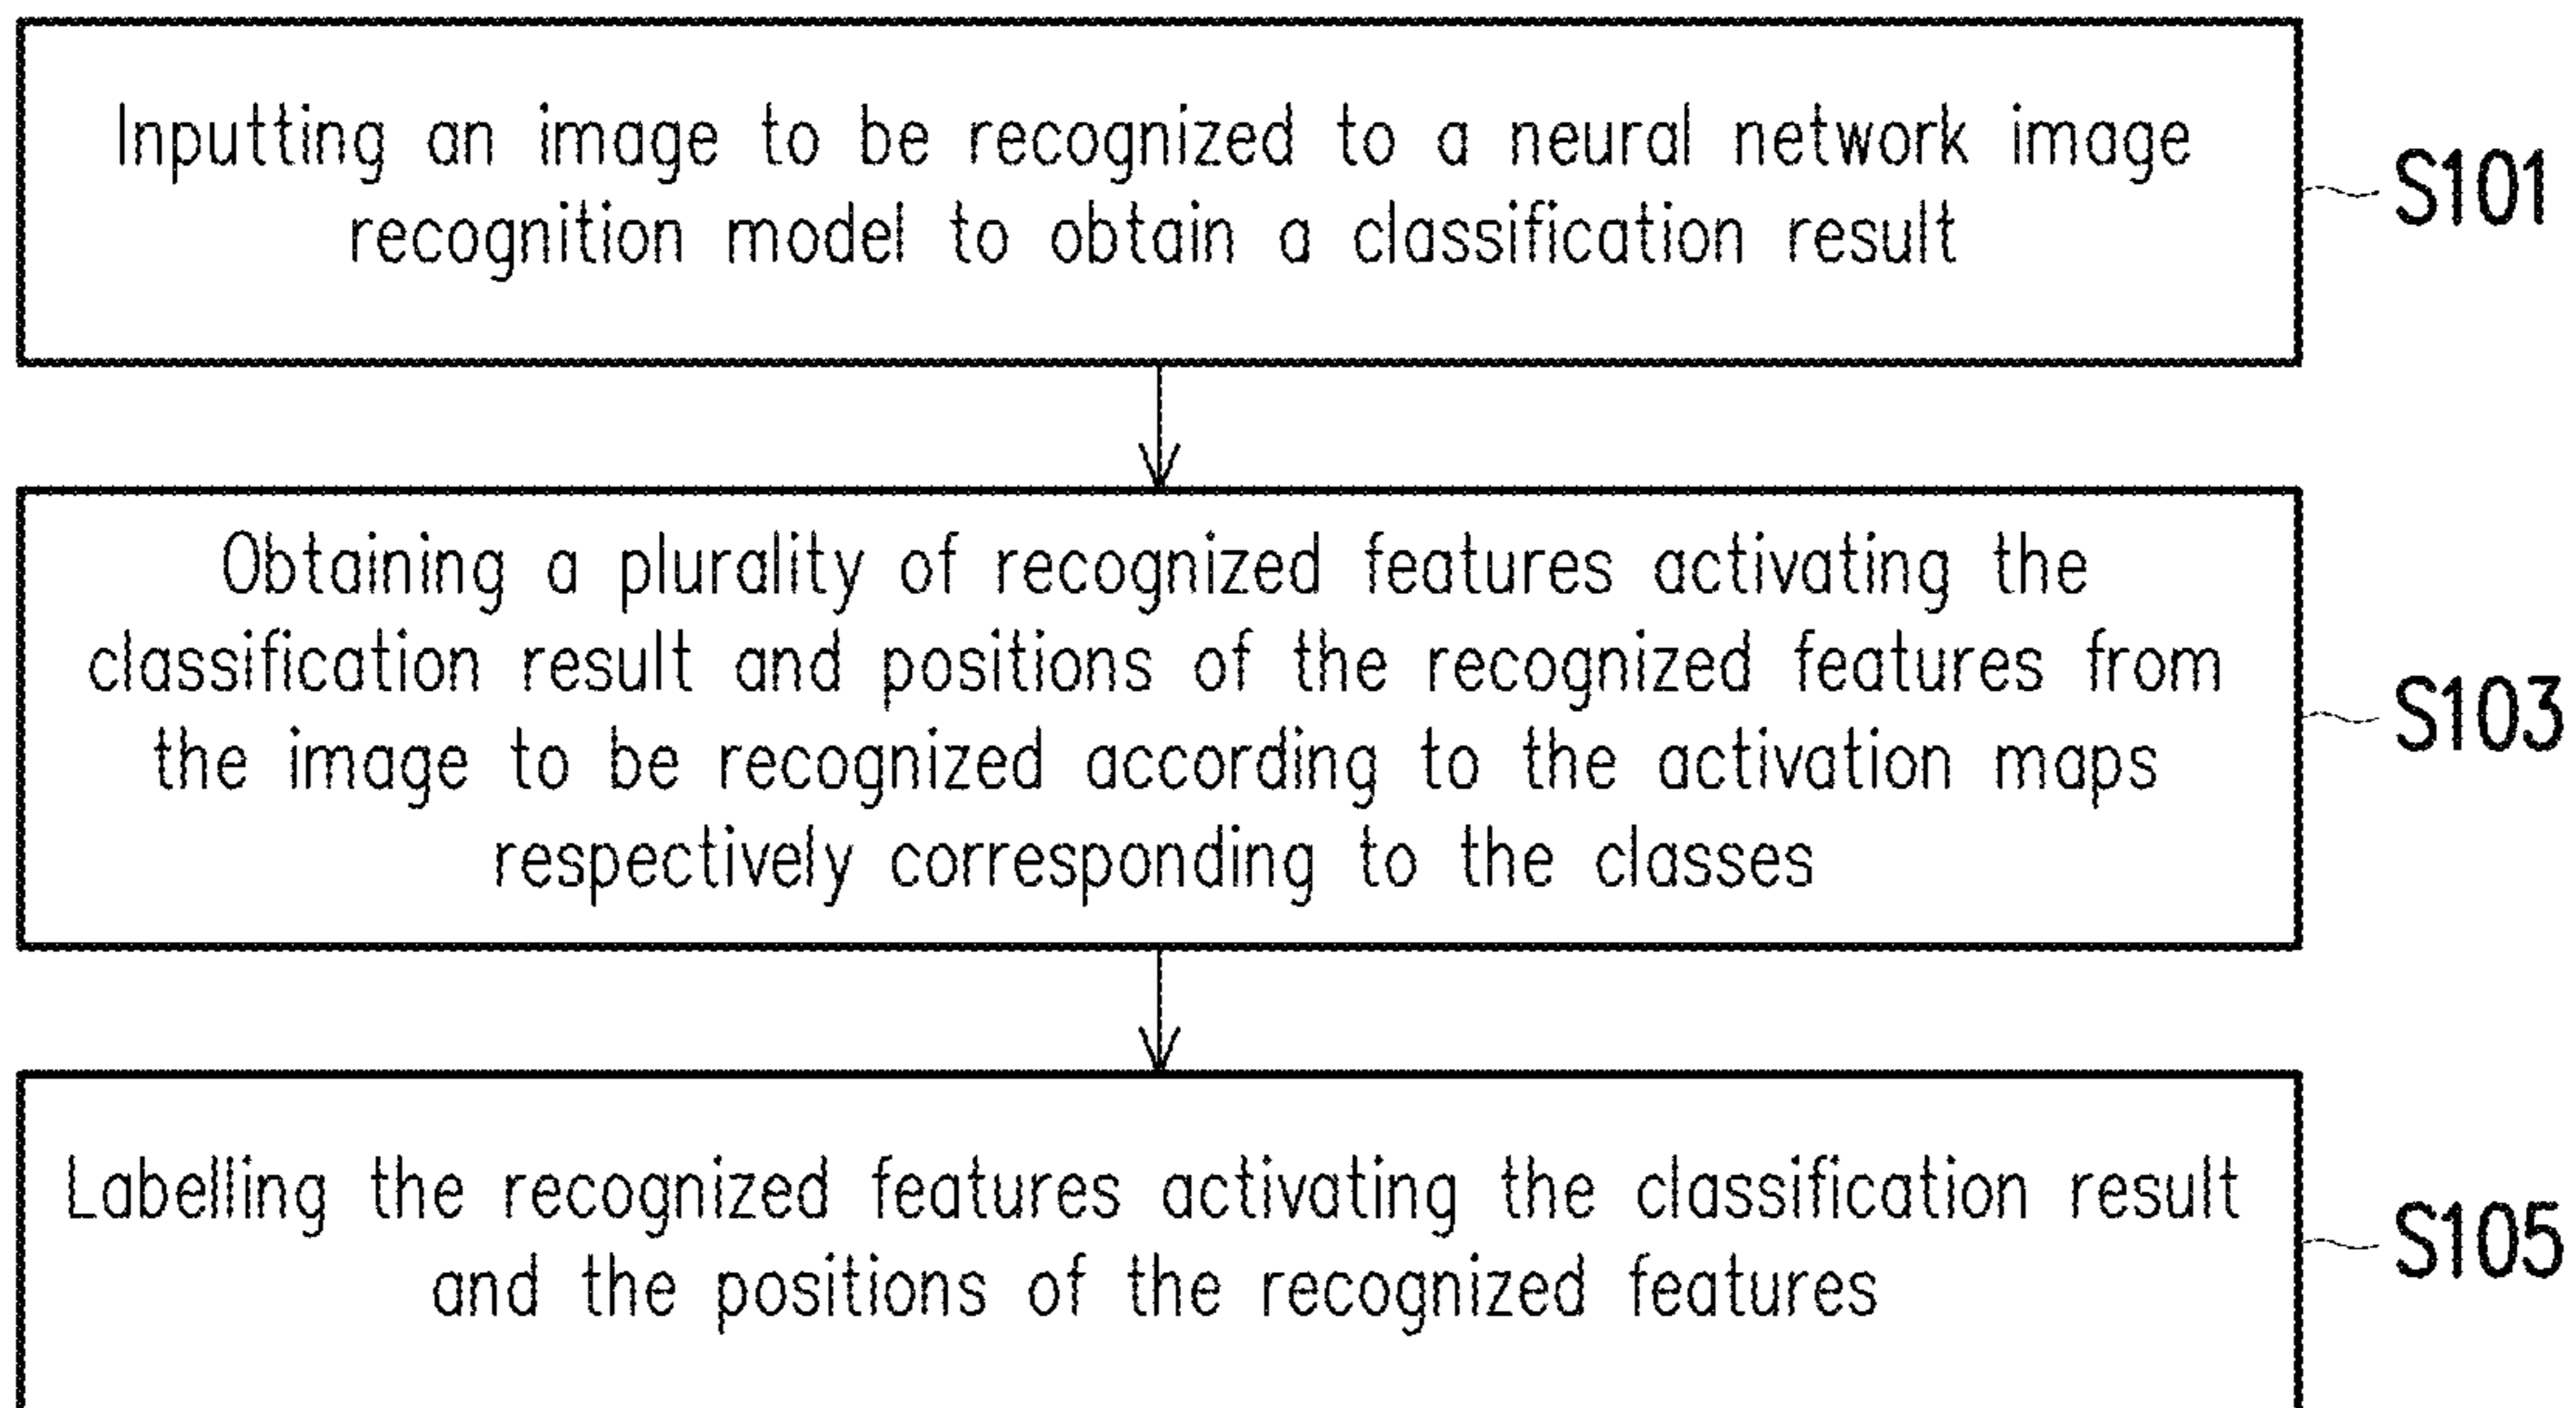 Inputting an image to be recognized to a neural network image
recognition model to obtain a classification result
S101
Obtaining a plurality of recognized features activating the
classification result and positions of the recognized features from
the image to be recognized according to the activation maps
respectively corresponding to the classes
S103
Labelling the recognized features activating the classification result
and the positions of the recognized features
S105